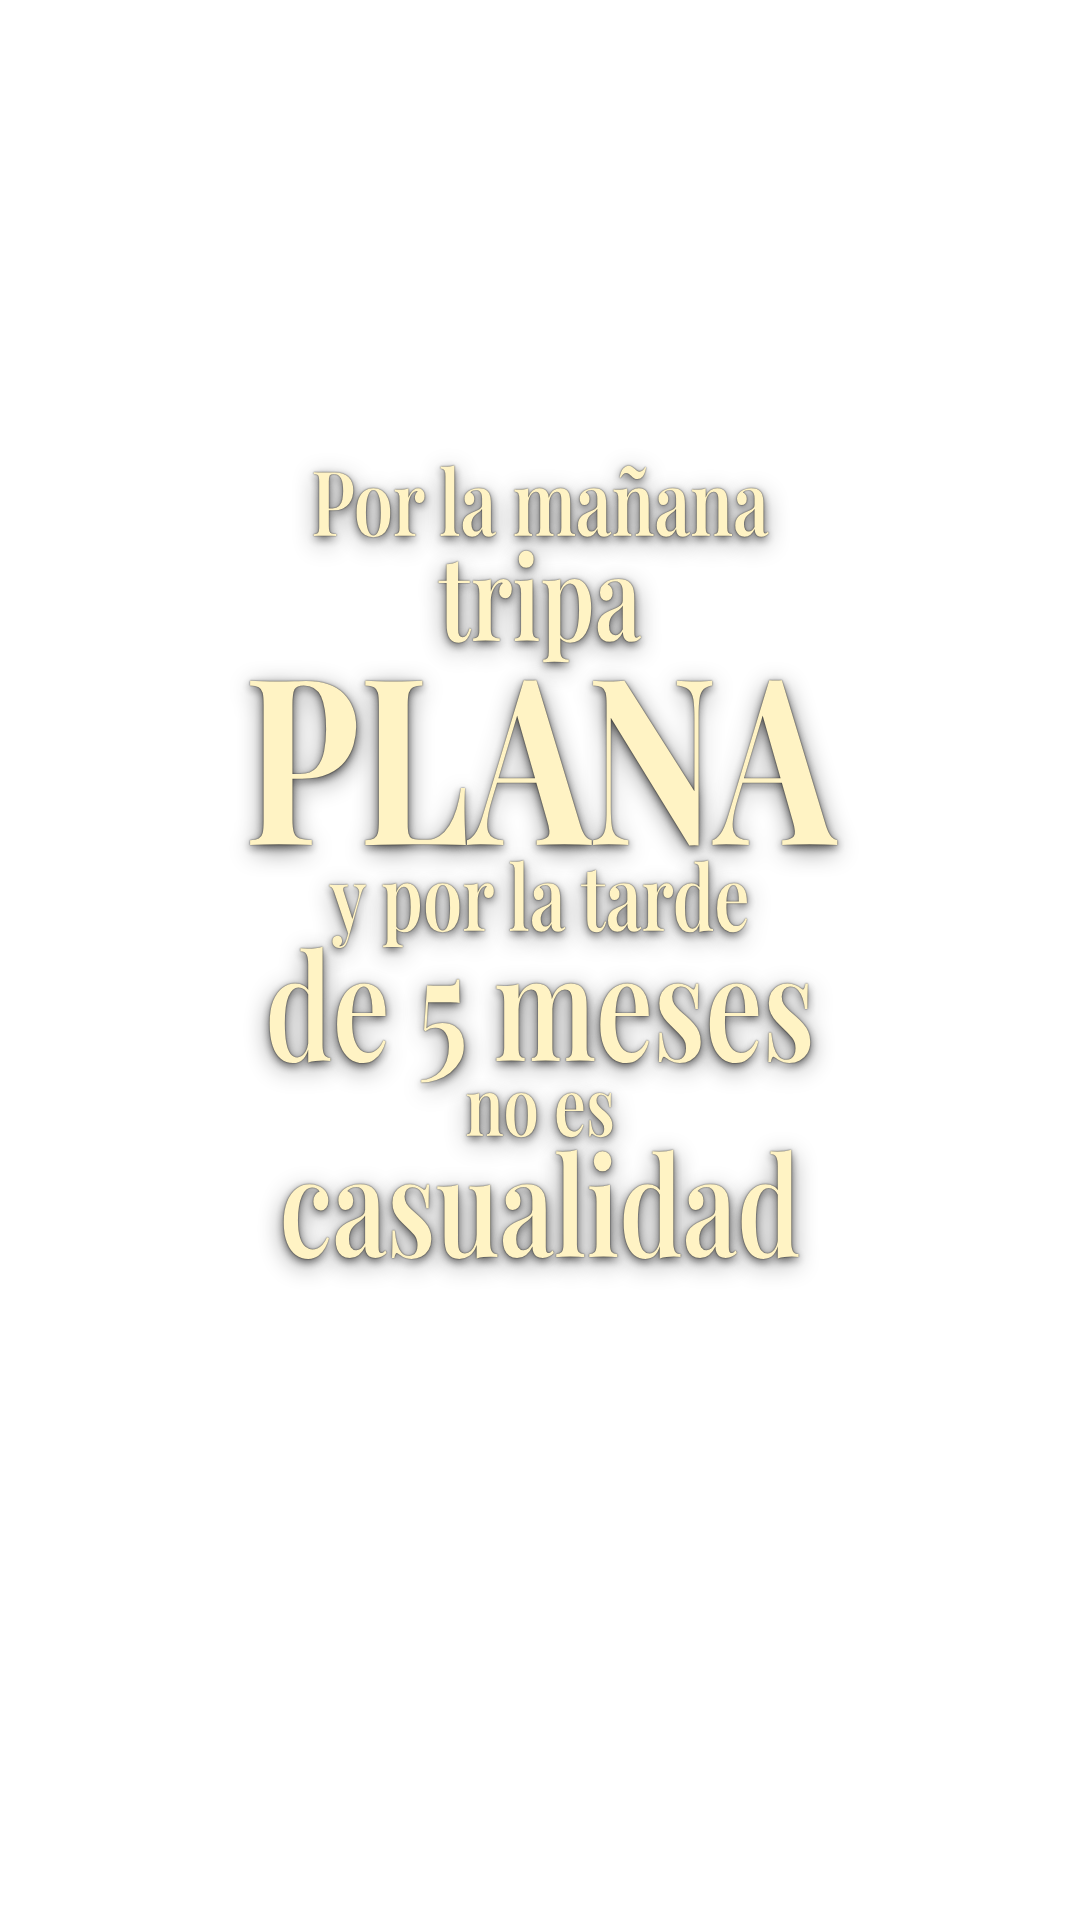 Por la mañana
tripa
PLANA
y por la tarde
de 5 meses
no es
casualidad